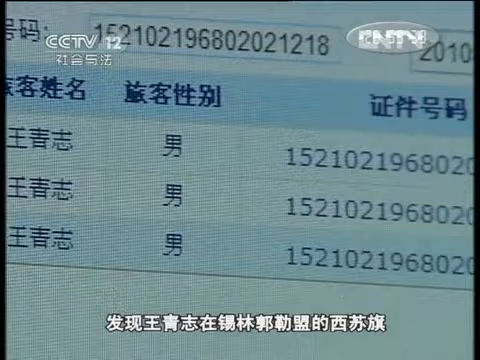 号码: 152102196802021218
2010
CCTV 12
社会与法
CNTV
旅客姓名 旅客性别 证件号码
王青志 男 1521021968020
王青志 男 1521021968020
王青志 男 1521021968020
发现王青志在锡林郭勒盟的西苏旗